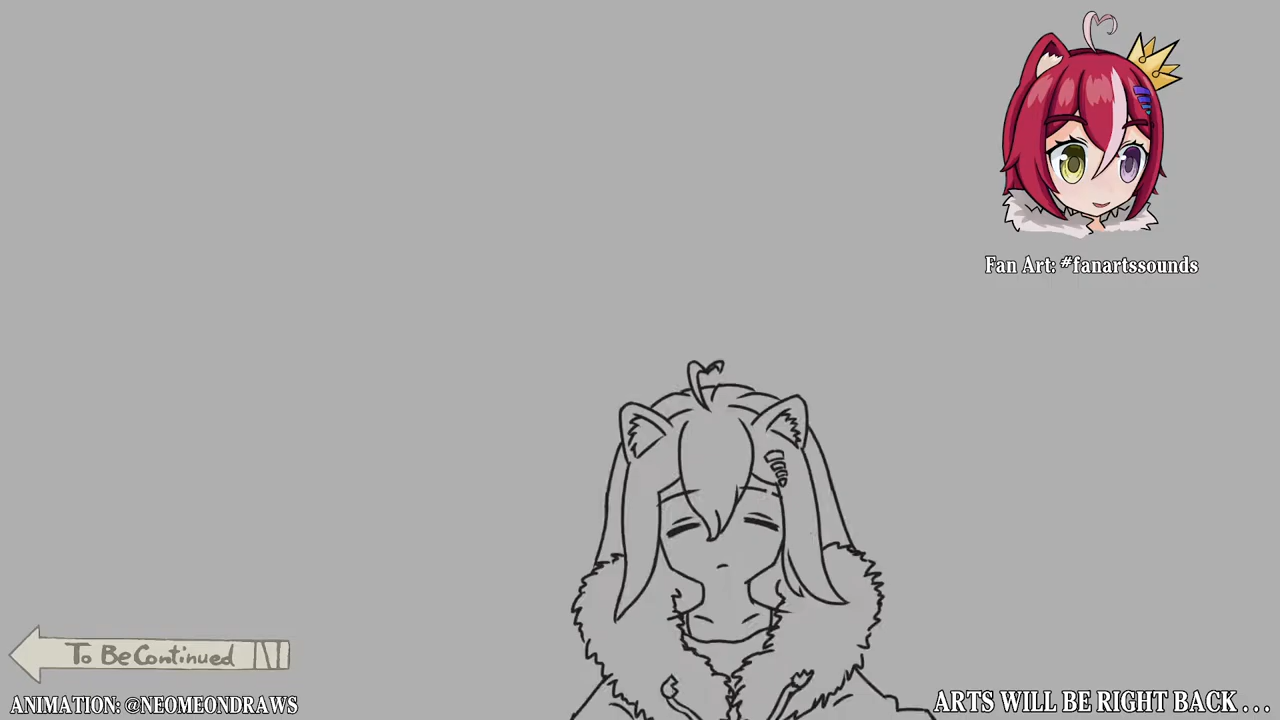 Fan Art: #fanartssounds
To Be Continued
ANIMATION: @NEOMEONDRAWS
ARTS WILL BE RIGHT BACK . . .